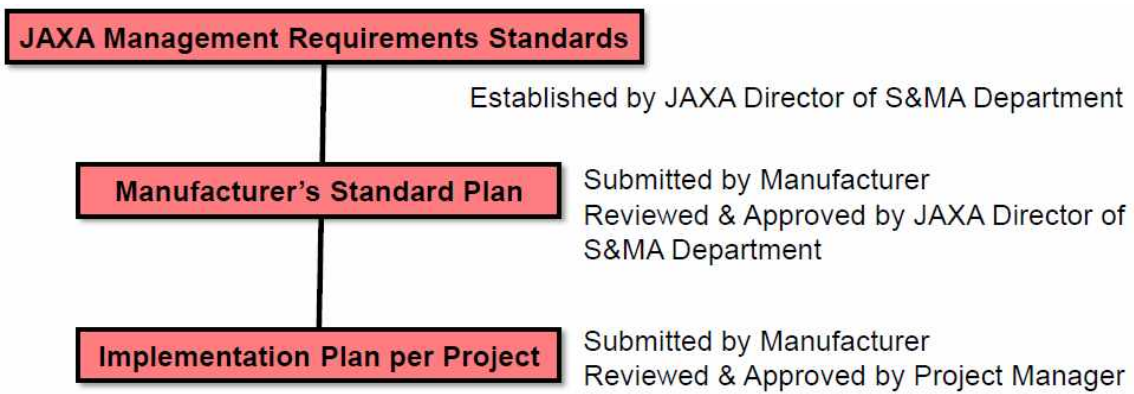 JAXA Management Requirements Standards
Established by JAXA Director of S&MA Department
Manufacturer's Standard Plan
Submitted by Manufacturer
Reviewed & Approved by JAXA Director of
S&MA Department
Implementation Plan per Project
Submitted by Manufacturer
Reviewed & Approved by Project Manager